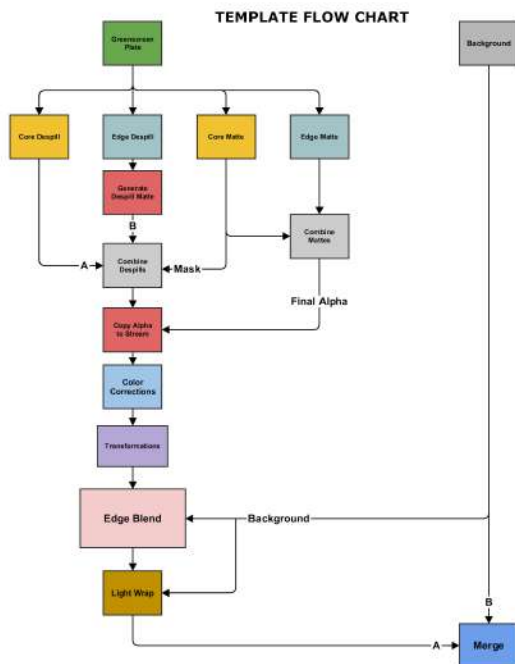 TEMPLATE FLOW CHART
Greenscreen
Plate
Background
Core Despill
Edge Despill
Core Matte
Edge Matte
Generate
Despill Matte
B
Combine
Despills
A
Mask
Combine
Mattes
Final Alpha
Copy Alpha
to Stream
Color
Corrections
Transformations
Edge Blend
Background
Light Wrap
B
A
Merge